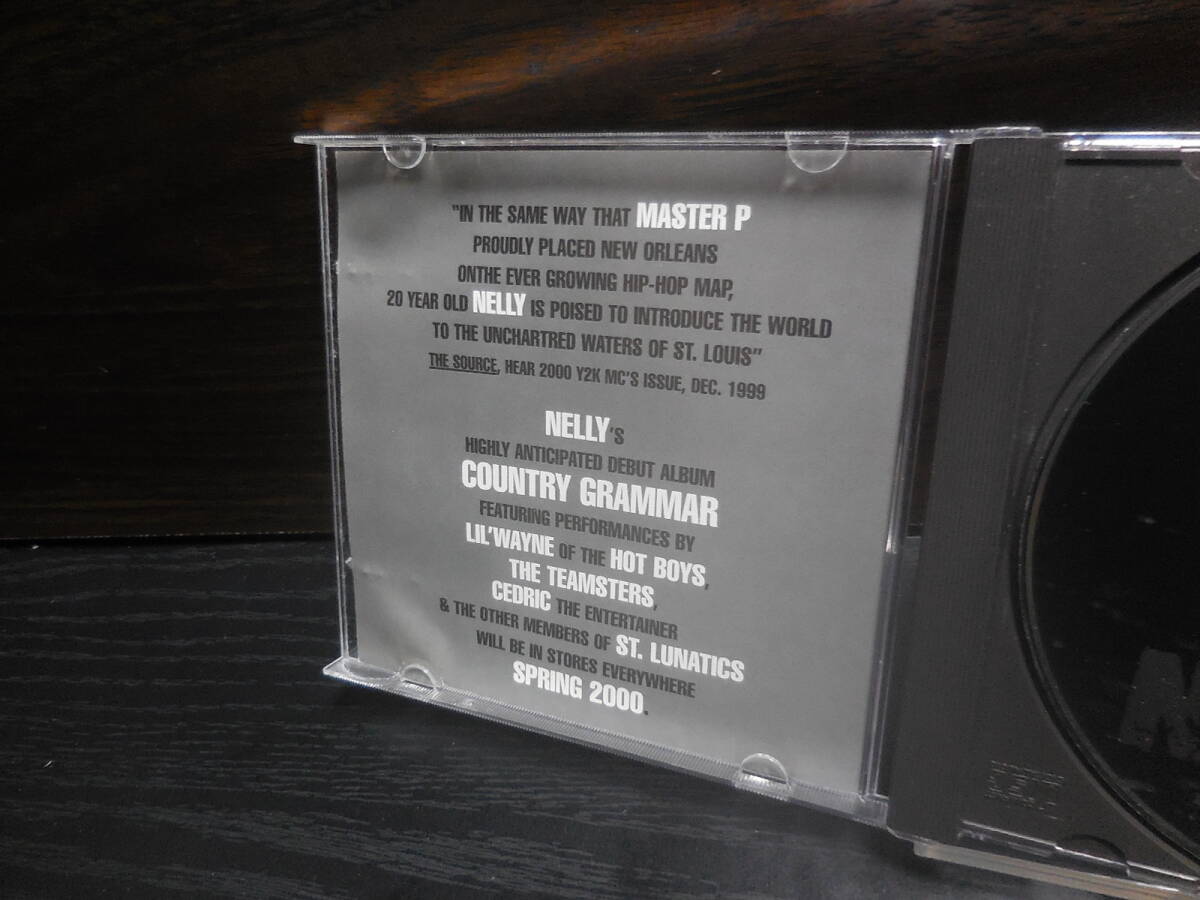 "IN THE SAME WAY THAT MASTER P
PROUDLY PLACED NEW ORLEANS
ONTHE EVER GROWING HIP-HOP MAP,
20 YEAR OLD NELLY IS POISED TO INTRODUCE THE WORLD
TO THE UNCHARTRED WATERS OF ST. LOUIS"
THE SOURCE, HEAR 2000 Y2K MC'S ISSUE, DEC. 1999
NELLY'S
HIGHLY ANTICIPATED DEBUT ALBUM
COUNTRY GRAMMAR
FEATURING PERFORMANCES BY
LIL'WAYNE OF THE HOT BOYS,
THE TEAMSTERS,
CEDRIC THE ENTERTAINER
& THE OTHER MEMBERS OF ST. LUNATICS
WILL BE IN STORES EVERYWHERE
SPRING 2000.